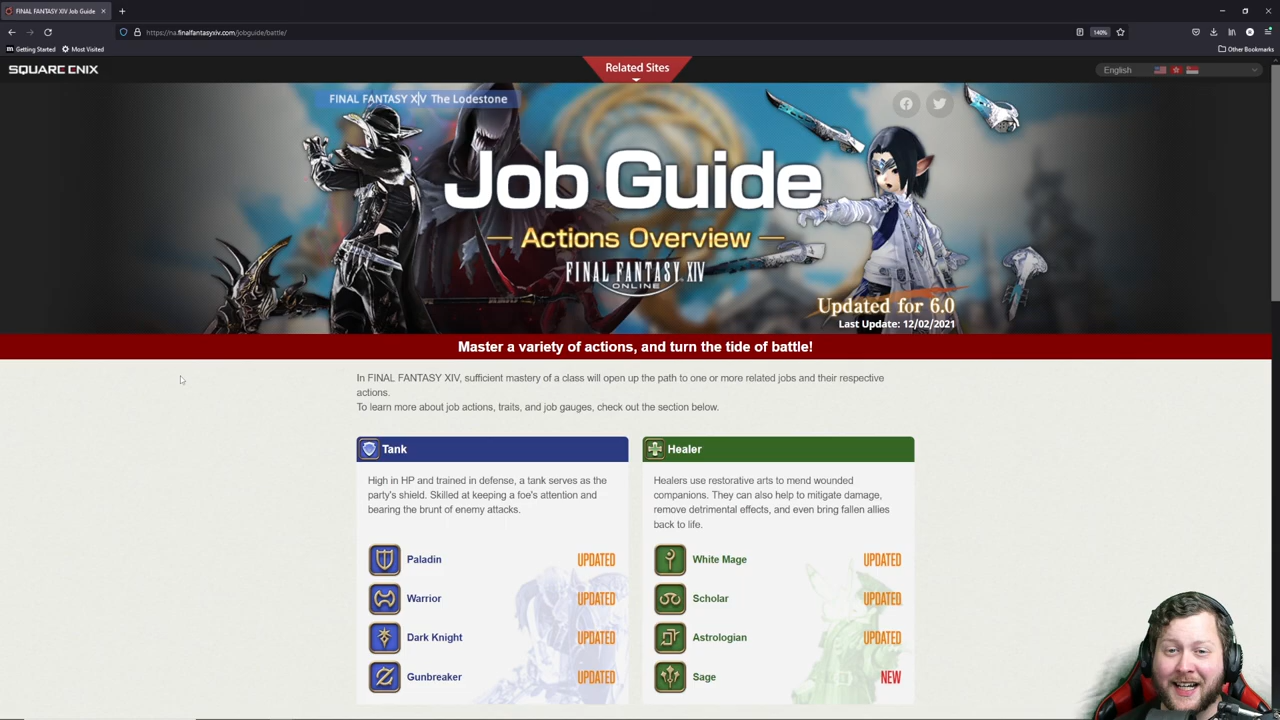 FINAL FANTASY XIV Job Guide
https://na.finalfantasyxiv.com/jobguide/battle/
140%
Getting Started
Most Visited
Other Bookmarks
SQUARE ENIX
Related Sites
English
FINAL FANTASY XIV The Lodestone
Job Guide
Actions Overview
FINAL FANTASY XIV
ONLINE
Updated for 6.0
Last Update: 12/02/2021
Master a variety of actions, and turn the tide of battle!
In FINAL FANTASY XIV, sufficient mastery of a class will open up the path to one or more related jobs and their respective
actions.
To learn more about job actions, traits, and job gauges, check out the section below.
Tank
High in HP and trained in defense, a tank serves as the
party's shield. Skilled at keeping a foe's attention and
bearing the brunt of enemy attacks.
Paladin UPDATED
Warrior UPDATED
Dark Knight UPDATED
Gunbreaker UPDATED
Healer
Healers use restorative arts to mend wounded
companions. They can also help to mitigate damage,
remove detrimental effects, and even bring fallen allies
back to life.
White Mage UPDATED
Scholar UPDATED
Astrologian UPDATED
Sage NEW